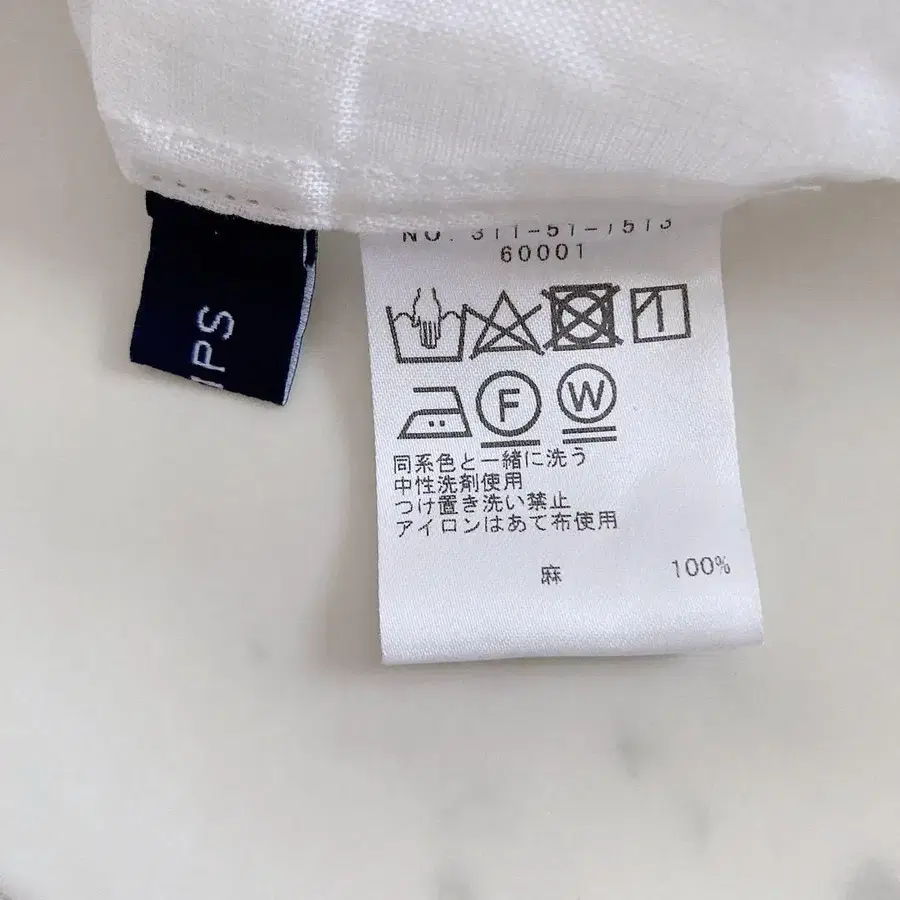 NO. 311-51-7513
60001
F
W
同系色と一緒に洗う
中性洗剤使用
つけ置き洗い禁止
アイロンはあて布使用
麻 100%
IPS